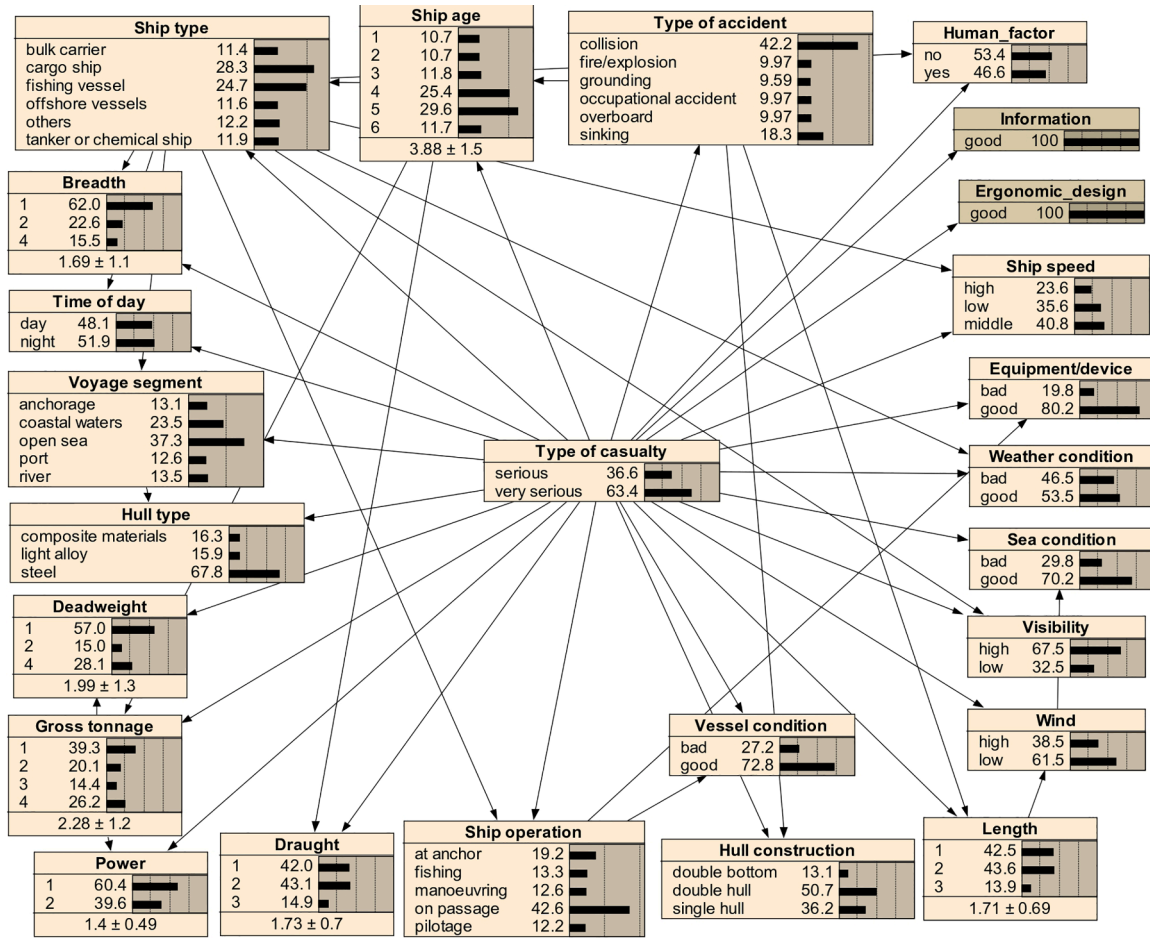 Ship type
bulk carrier 11.4
cargo ship 28.3
fishing vessel 24.7
offshore vessels 11.6
others 12.2
tanker or chemical ship 11.9
Ship age
1 10.7
2 10.7
3 11.8
4 25.4
5 29.6
6 11.7
3.88 ± 1.5
Type of accident
collision 42.2
fire/explosion 9.97
grounding 9.59
occupational accident 9.97
overboard 9.97
sinking 18.3
Human_factor
no 53.4
yes 46.6
Information
good 100
Ergonomic_design
good 100
Breadth
1 62.0
2 22.6
4 15.5
1.69 ± 1.1
Ship speed
high 23.6
low 35.6
middle 40.8
Time of day
day 48.1
night 51.9
Equipment/device
bad 19.8
good 80.2
Voyage segment
anchorage 13.1
coastal waters 23.5
open sea 37.3
port 12.6
river 13.5
Type of casualty
serious 36.6
very serious 63.4
Weather condition
bad 46.5
good 53.5
Hull type
composite materials 16.3
light alloy 15.9
steel 67.8
Sea condition
bad 29.8
good 70.2
Deadweight
1 57.0
2 15.0
4 28.1
1.99 ± 1.3
Visibility
high 67.5
low 32.5
Gross tonnage
1 39.3
2 20.1
3 14.4
4 26.2
2.28 ± 1.2
Vessel condition
bad 27.2
good 72.8
Wind
high 38.5
low 61.5
Power
1 60.4
2 39.6
1.4 ± 0.49
Draught
1 42.0
2 43.1
3 14.9
1.73 ± 0.7
Ship operation
at anchor 19.2
fishing 13.3
manoeuvring 12.6
on passage 42.6
pilotage 12.2
Hull construction
double bottom 13.1
double hull 50.7
single hull 36.2
Length
1 42.5
2 43.6
3 13.9
1.71 ± 0.69